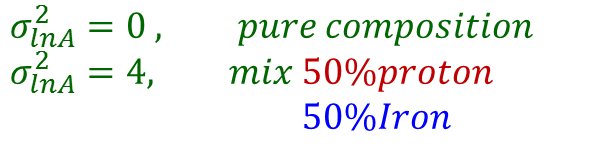 σ²lnA = 0 , pure composition
σ²lnA = 4, mix 50%proton
50%Iron